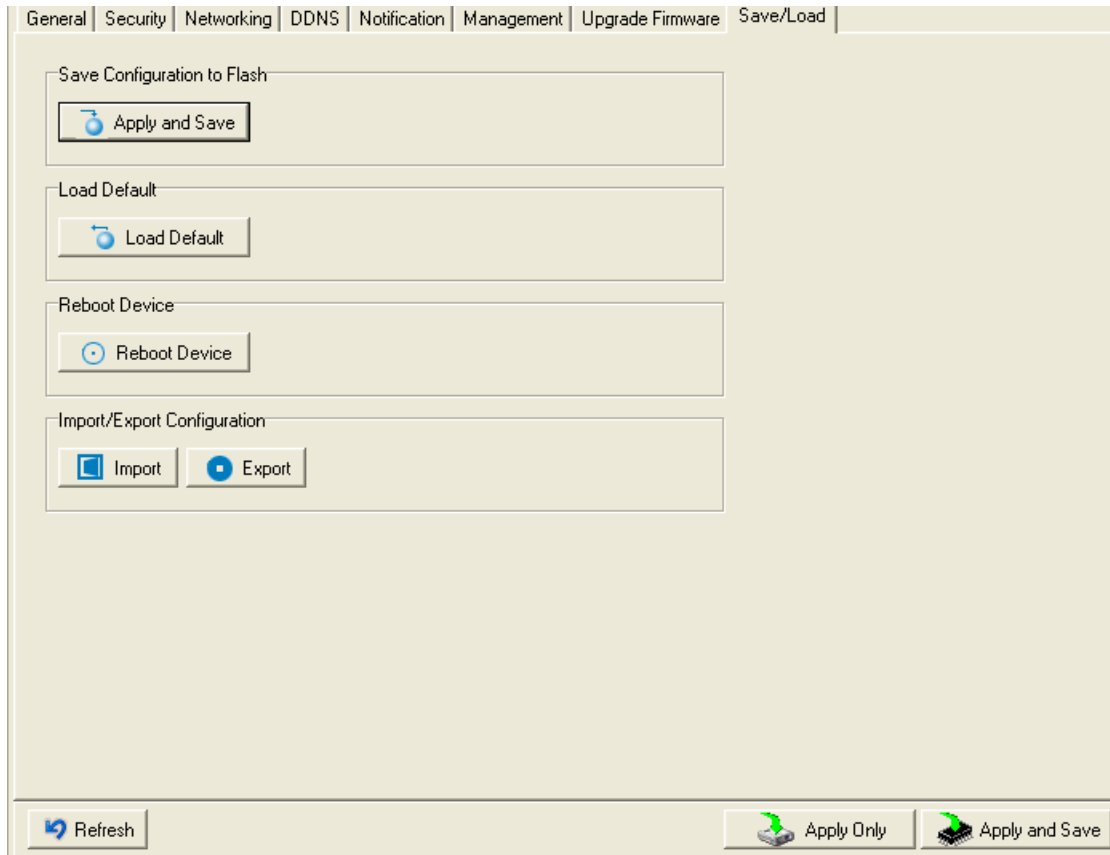 General Security Networking DDNS Notification Management Upgrade Firmware Save/Load
Save Configuration to Flash
Apply and Save
Load Default
Load Default
Reboot Device
Reboot Device
Import/Export Configuration
Import Export
Refresh Apply Only Apply and Save